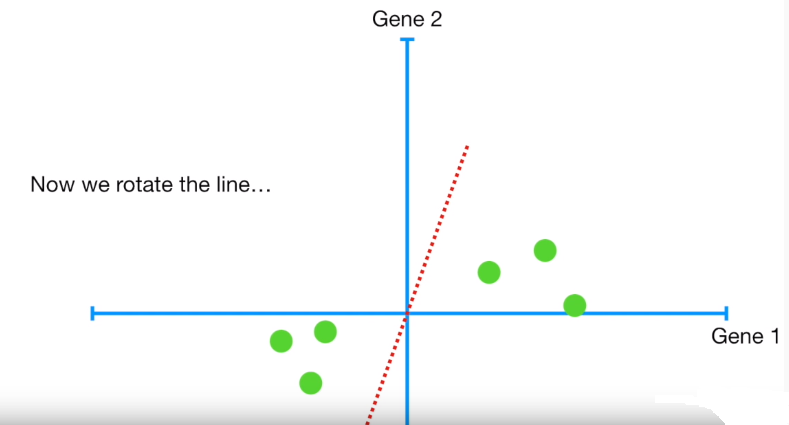 Gene 2
Now we rotate the line…
Gene 1